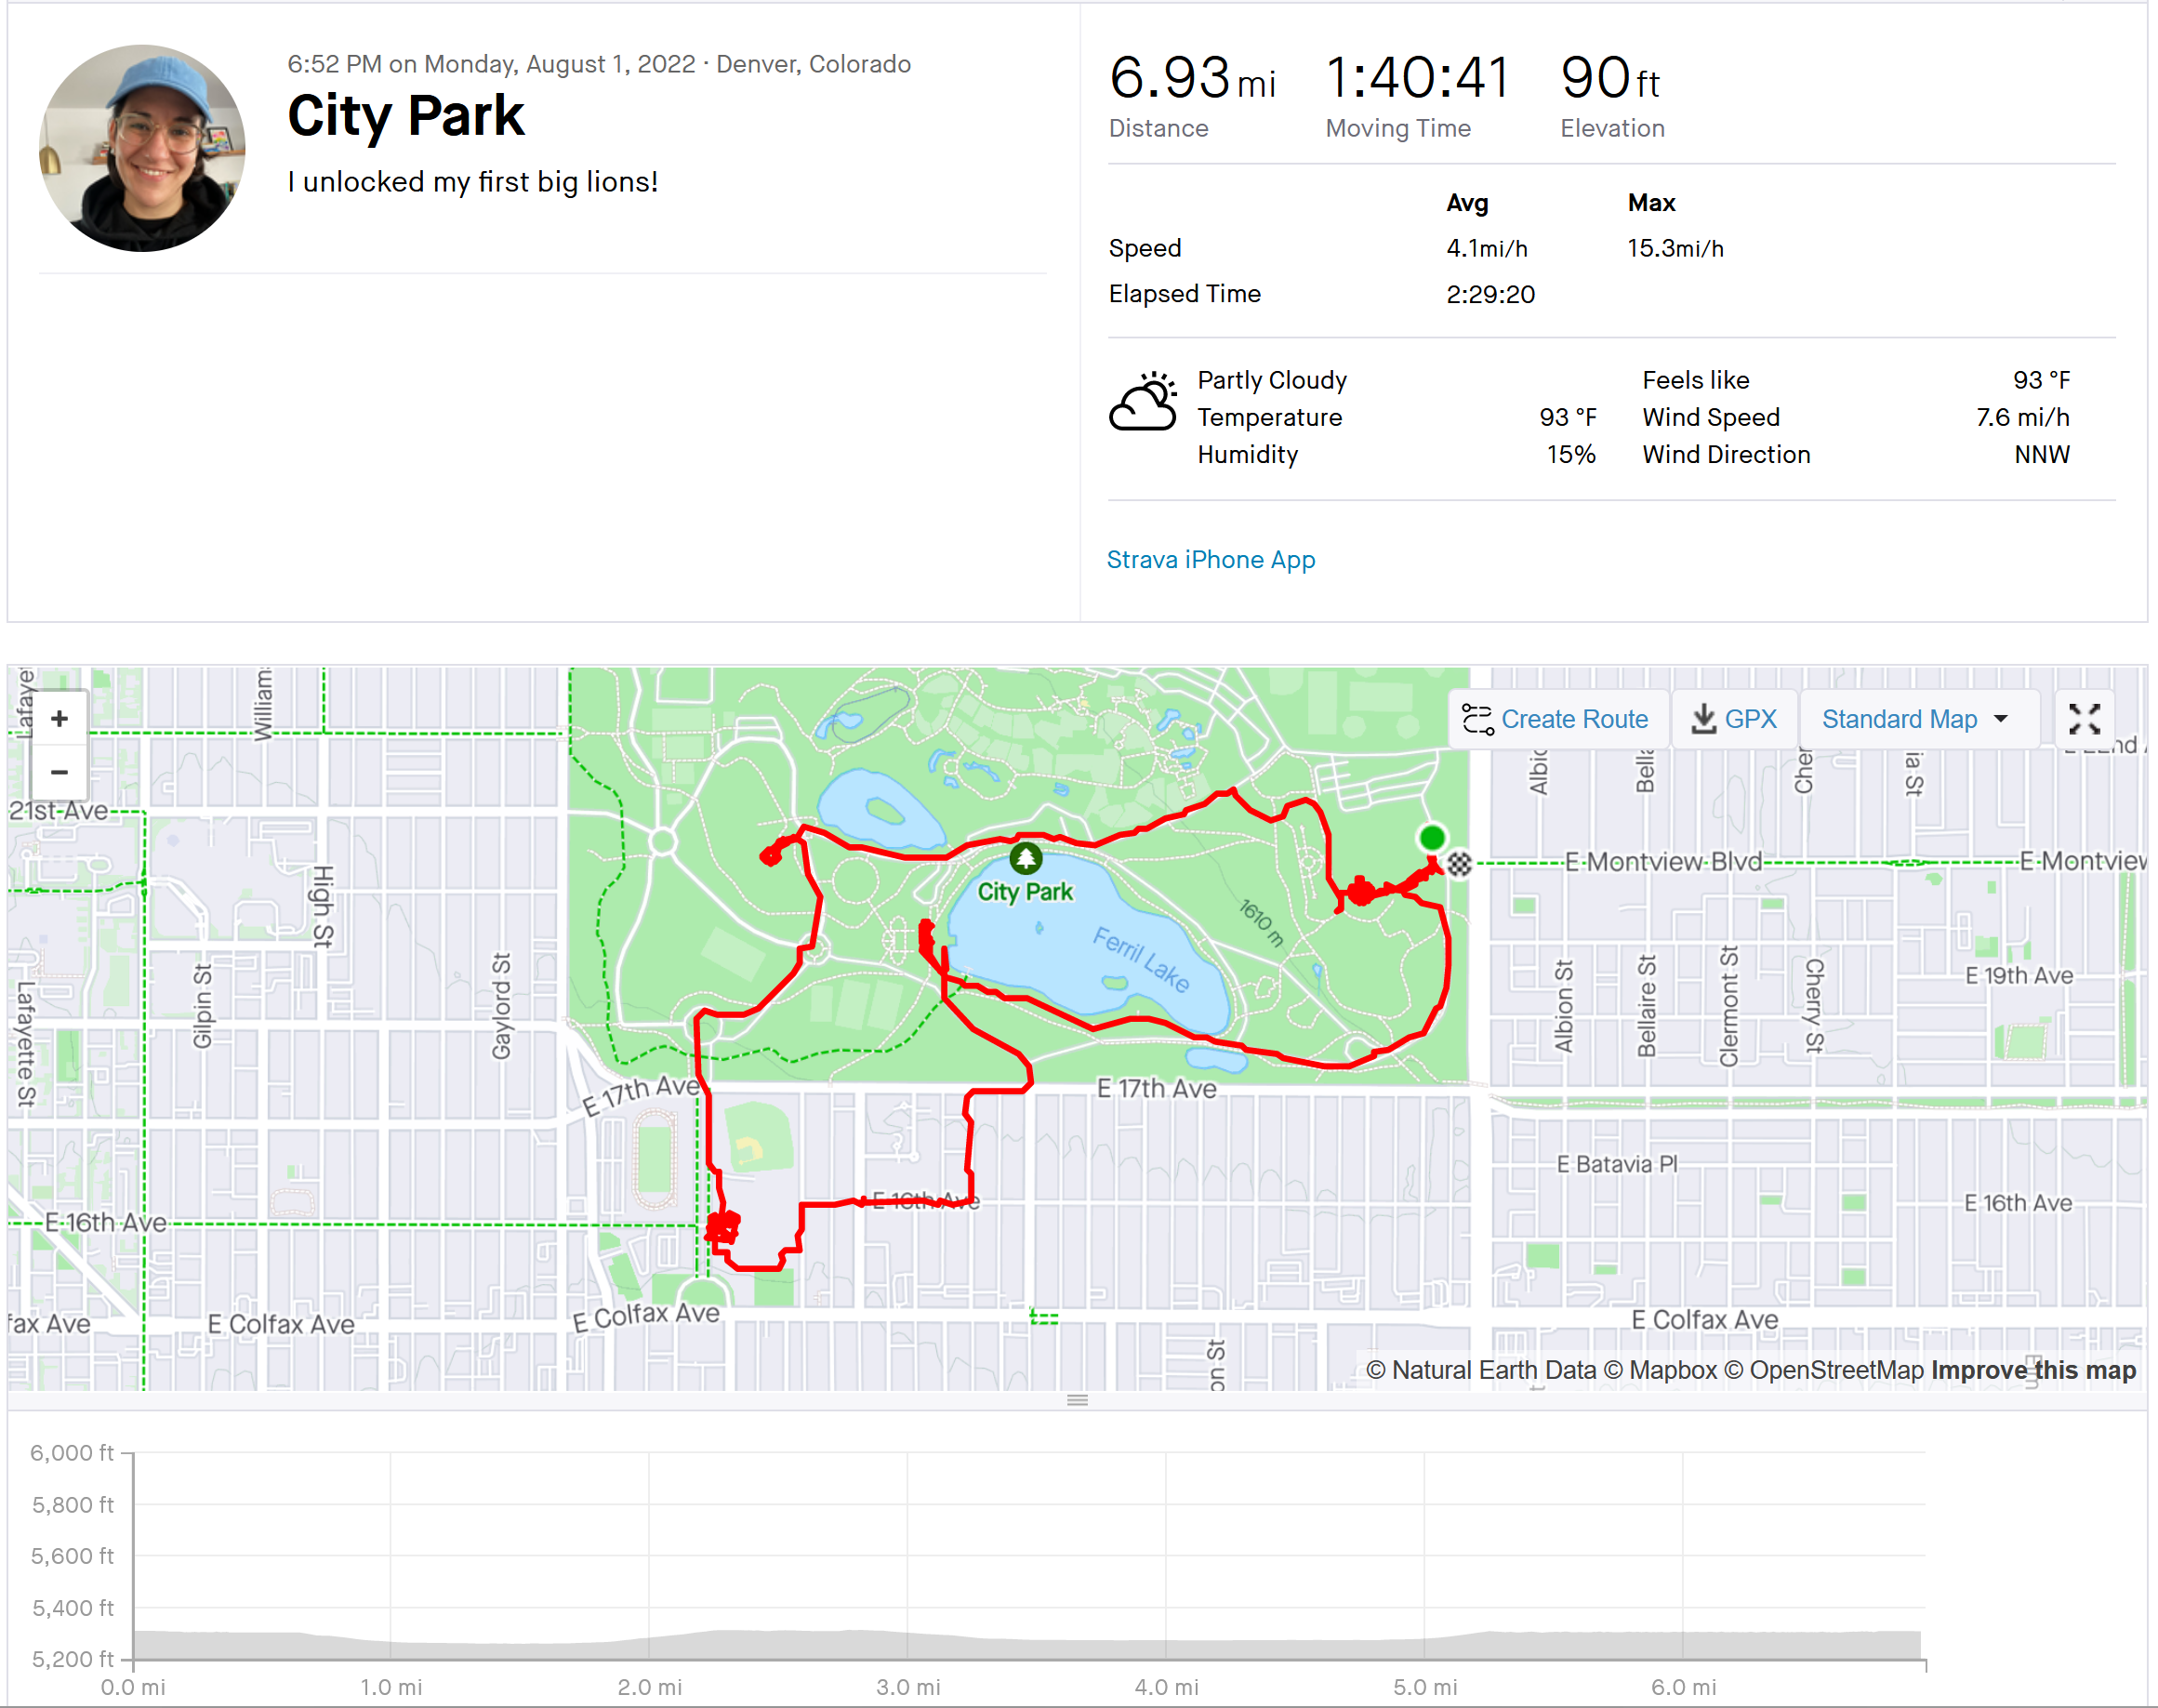 6:52 PM on Monday, August 1, 2022 · Denver, Colorado
City Park
I unlocked my first big lions!
6.93 mi 1:40:41 90 ft
Distance Moving Time Elevation
Avg Max
Speed 4.1mi/h 15.3mi/h
Elapsed Time 2:29:20
Partly Cloudy Feels like 93 °F
Temperature 93 °F Wind Speed 7.6 mi/h
Humidity 15% Wind Direction NNW
Strava iPhone App
+
−
Create Route
GPX
Standard Map
Lafaye
William
21st Ave
High St
Gilpin St
Lafayette St
Gaylord St
City Park
Ferril Lake
1610 m
Albio
Bella
Cher
ia St
E Montview Blvd
E Montview
E 19th Ave
Albion St
Bellaire St
Clermont St
Cherry St
E 17th Ave
E 17th Ave
E Batavia Pl
E 16th Ave
E 16th Ave
E 16th Ave
fax Ave
E Colfax Ave
E Colfax Ave
E Colfax Ave
on St
© Natural Earth Data © Mapbox © OpenStreetMap Improve this map
6,000 ft
5,800 ft
5,600 ft
5,400 ft
5,200 ft
0.0 mi 1.0 mi 2.0 mi 3.0 mi 4.0 mi 5.0 mi 6.0 mi